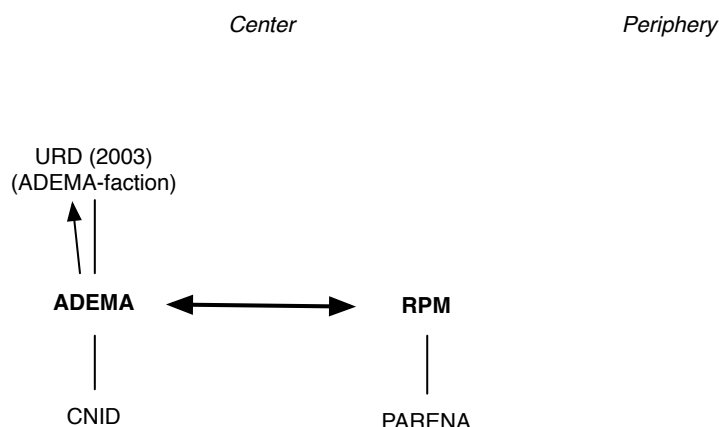 Center Periphery
URD (2003)
(ADEMA-faction)
ADEMA RPM
CNID PARENA